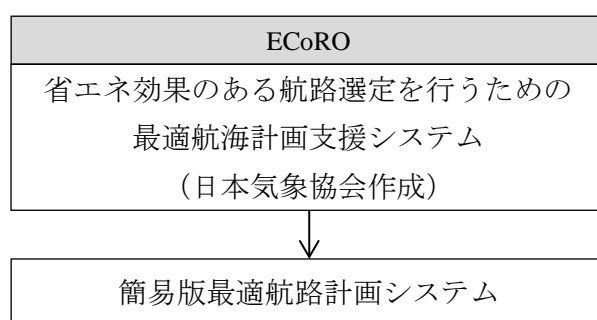 ECoRO
省エネ効果のある航路選定を行うための
最適航海計画支援システム
（日本気象協会作成）
簡易版最適航路計画システム